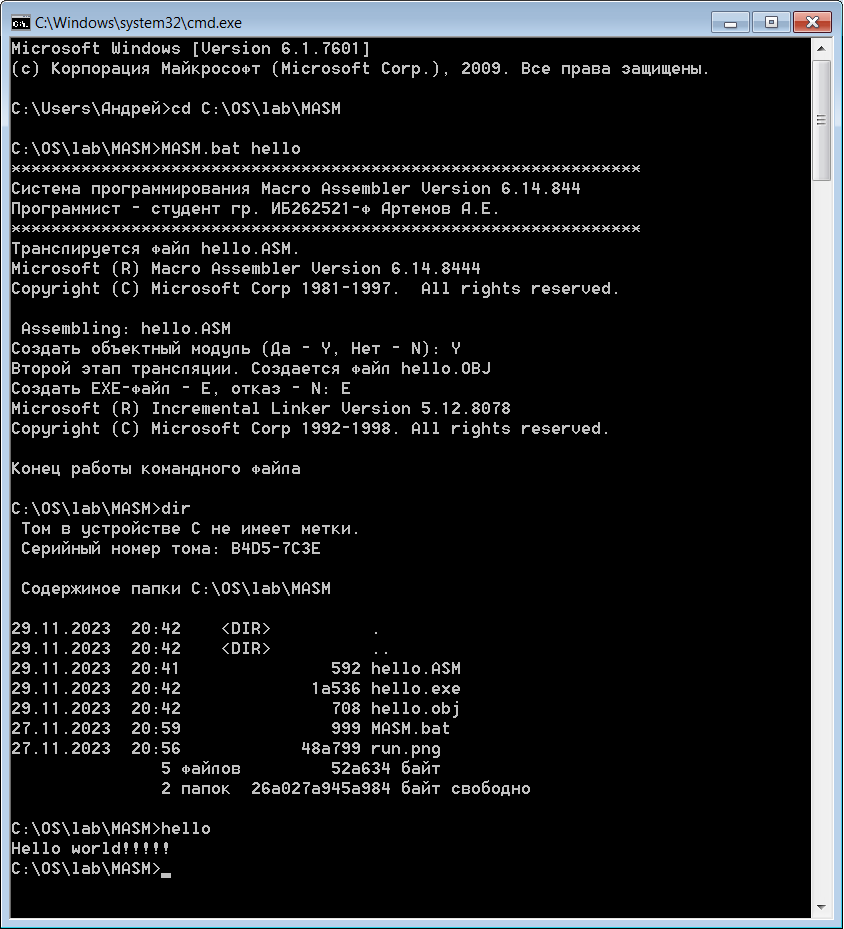 C:\Windows\system32\cmd.exe
Microsoft Windows [Version 6.1.7601]
(c) Корпорация Майкрософт (Microsoft Corp.), 2009. Все права защищены.
C:\Users\Андрей>cd C:\OS\lab\MASM
C:\OS\lab\MASM>MASM.bat hello
***************************************************************
Система программирования Macro Assembler Version 6.14.844
Программист - студент гр. ИБ262521-ф Артемов А.Е.
***************************************************************
Транслируется файл hello.ASM.
Microsoft (R) Macro Assembler Version 6.14.8444
Copyright (C) Microsoft Corp 1981-1997.  All rights reserved.
Assembling: hello.ASM
Создать объектный модуль (Да - Y, Нет - N): Y
Второй этап трансляции. Создается файл hello.OBJ
Создать EXE-файл - E, отказ - N: E
Microsoft (R) Incremental Linker Version 5.12.8078
Copyright (C) Microsoft Corp 1992-1998. All rights reserved.
Конец работы командного файла
C:\OS\lab\MASM>dir
Том в устройстве C не имеет метки.
Серийный номер тома: B4D5-7C3E
Содержимое папки C:\OS\lab\MASM
29.11.2023  20:42    <DIR>          .
29.11.2023  20:42    <DIR>          ..
29.11.2023  20:41               592 hello.ASM
29.11.2023  20:42             1а536 hello.exe
29.11.2023  20:42               708 hello.obj
27.11.2023  20:59               999 MASM.bat
27.11.2023  20:56            48а799 run.png
5 файлов         52а634 байт
2 папок  26а027а945а984 байт свободно
C:\OS\lab\MASM>hello
Hello world!!!!!
C:\OS\lab\MASM>_